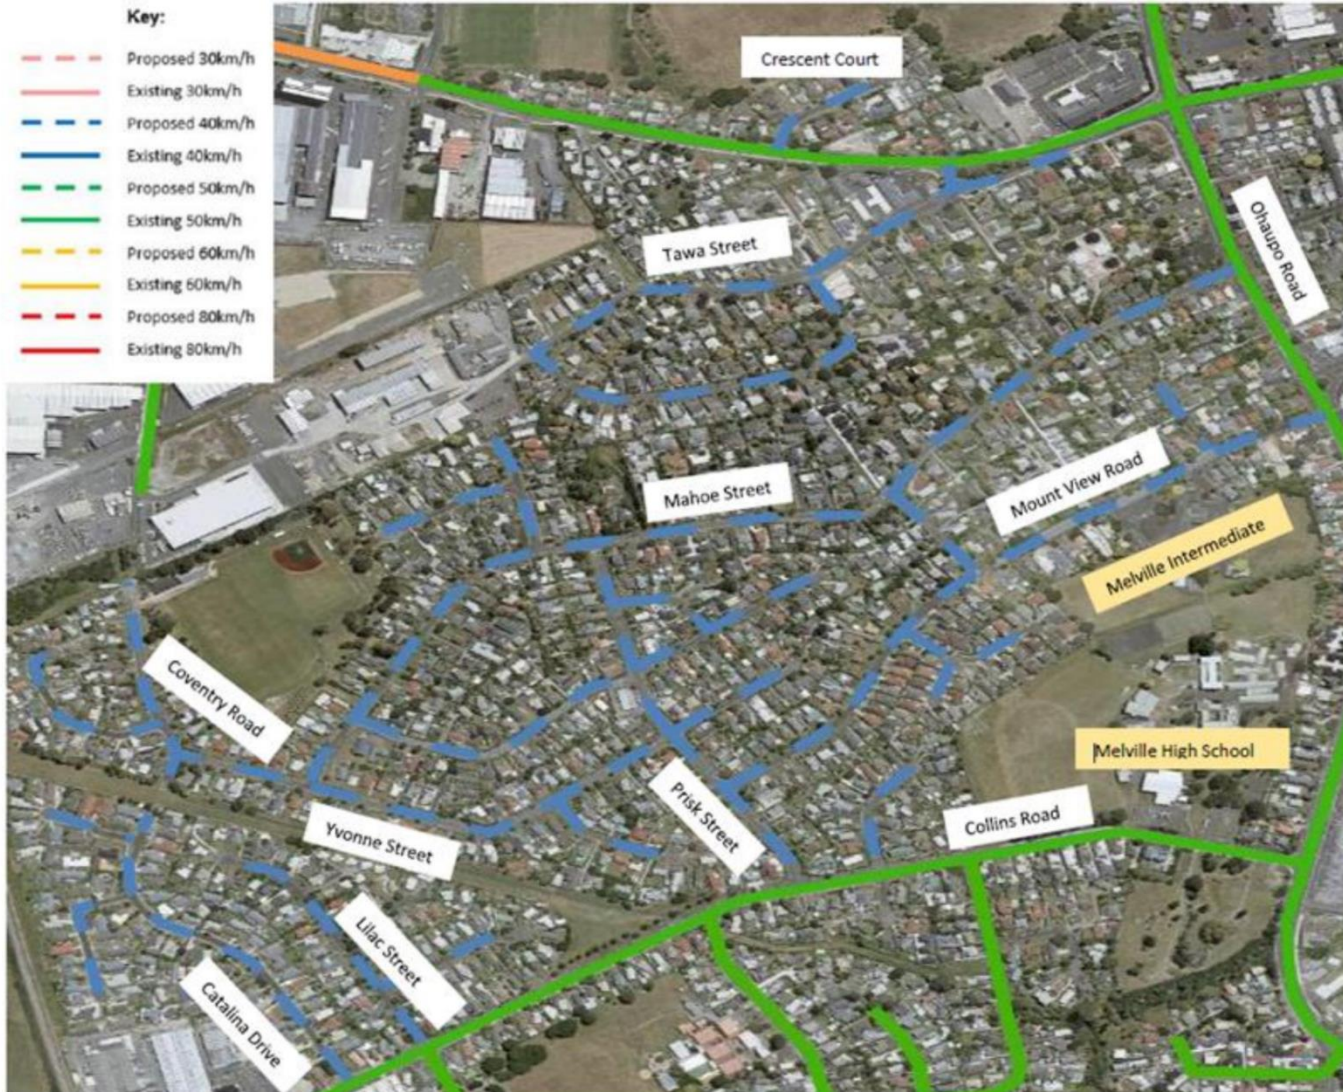 Key:
Proposed 30km/h
Existing 30km/h
Proposed 40km/h
Existing 40km/h
Proposed 50km/h
Existing 50km/h
Proposed 60km/h
Existing 60km/h
Proposed 80km/h
Existing 80km/h
Crescent Court
Ohaupo Road
Tawa Street
Mahoe Street
Mount View Road
Melville Intermediate
Coventry Road
Melville High School
Prisk Street
Collins Road
Yvonne Street
Lilac Street
Catalina Drive